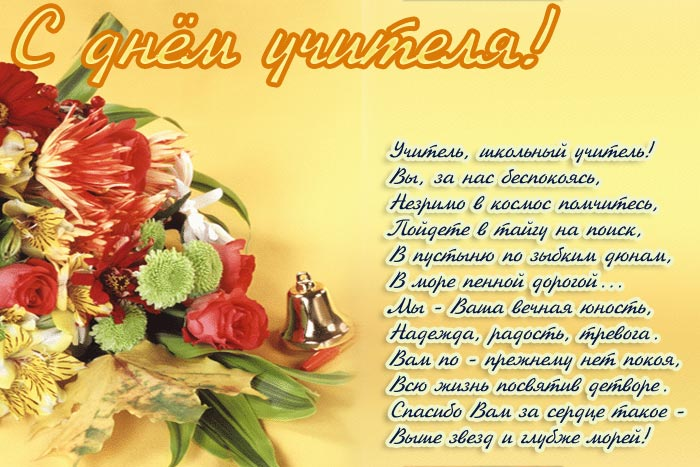 С днём учителя!
Учитель, школьный учитель!
Вы, за нас беспокоясь,
Незримо в космос помчитесь,
Пойдете в тайгу на поиск,
В пустыню по зыбким дюнам,
В море пенной дорогой...
Мы - Ваша вечная юность,
Надежда, радость, тревога.
Вам по - прежнему нет покоя,
Всю жизнь посвятив детворе.
Спасибо Вам за сердце такое -
Выше звезд и глубже морей!